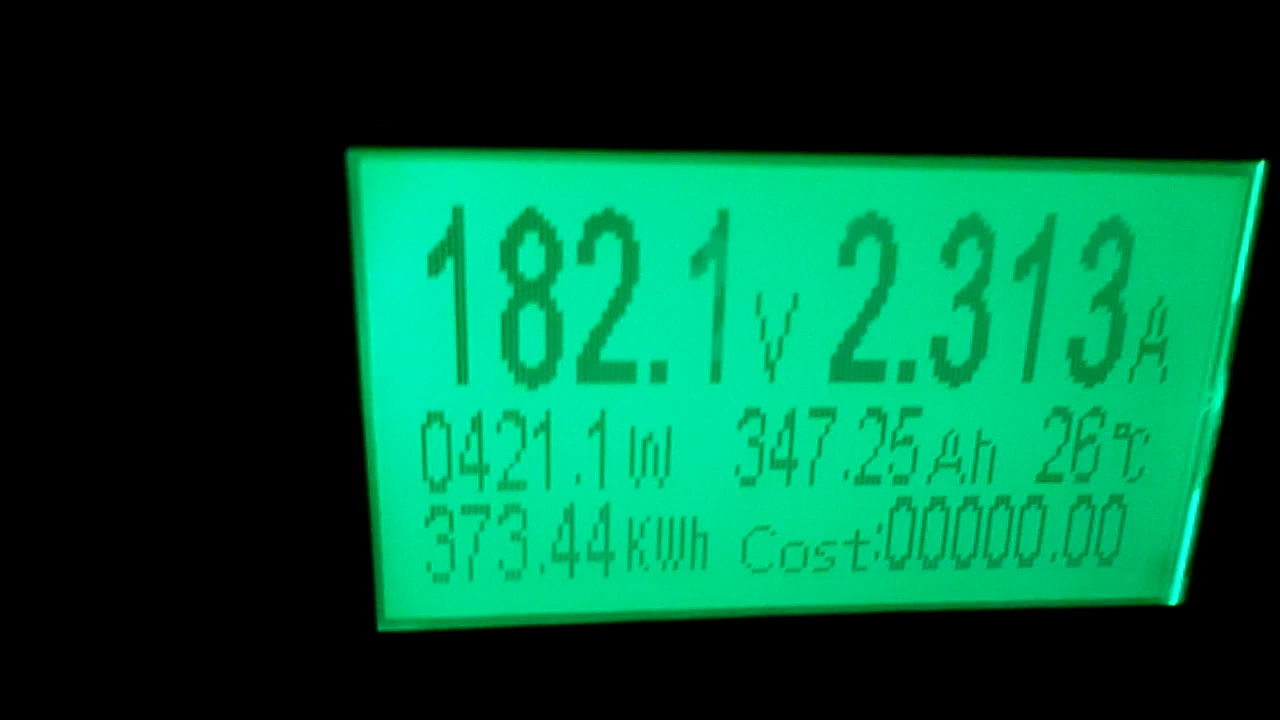 182.1V 2.313A
0421.1W 347.25Ah 26℃
373.44KWh Cost:00000.00